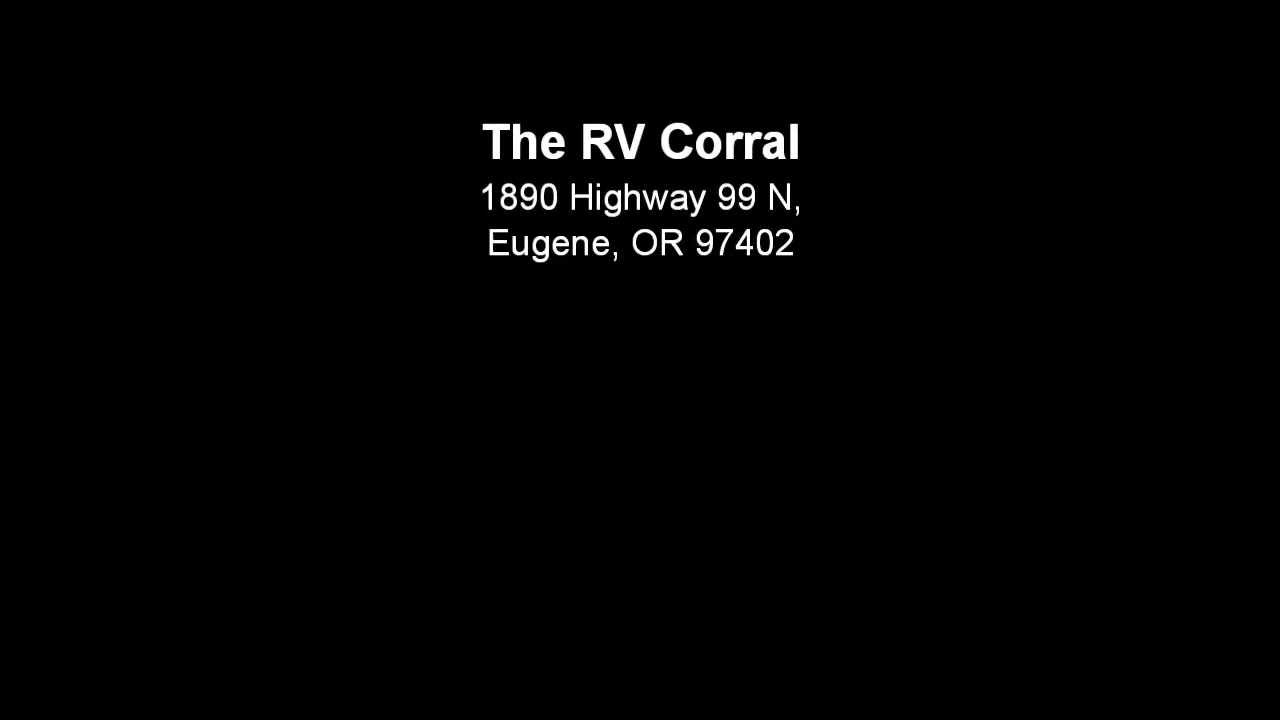 The RV Corral
1890 Highway 99 N,
Eugene, OR 97402